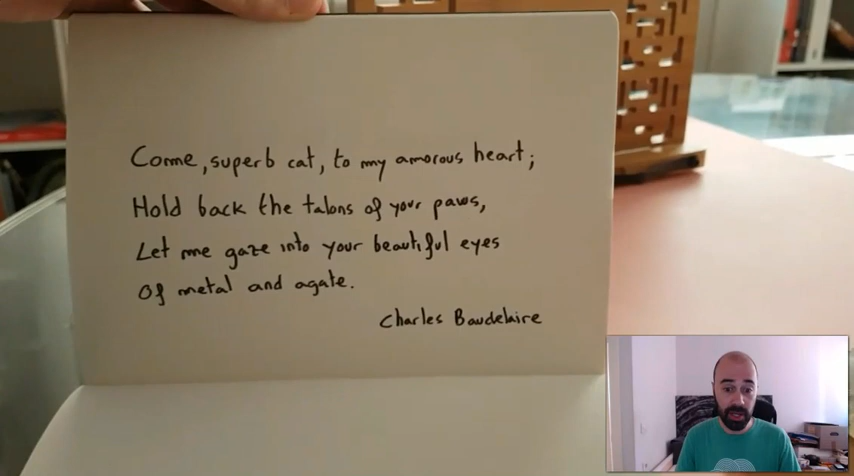 Come, superb cat, to my amorous heart;
Hold back the talons of your paws,
Let me gaze into your beautiful eyes
Of metal and agate.
Charles Baudelaire